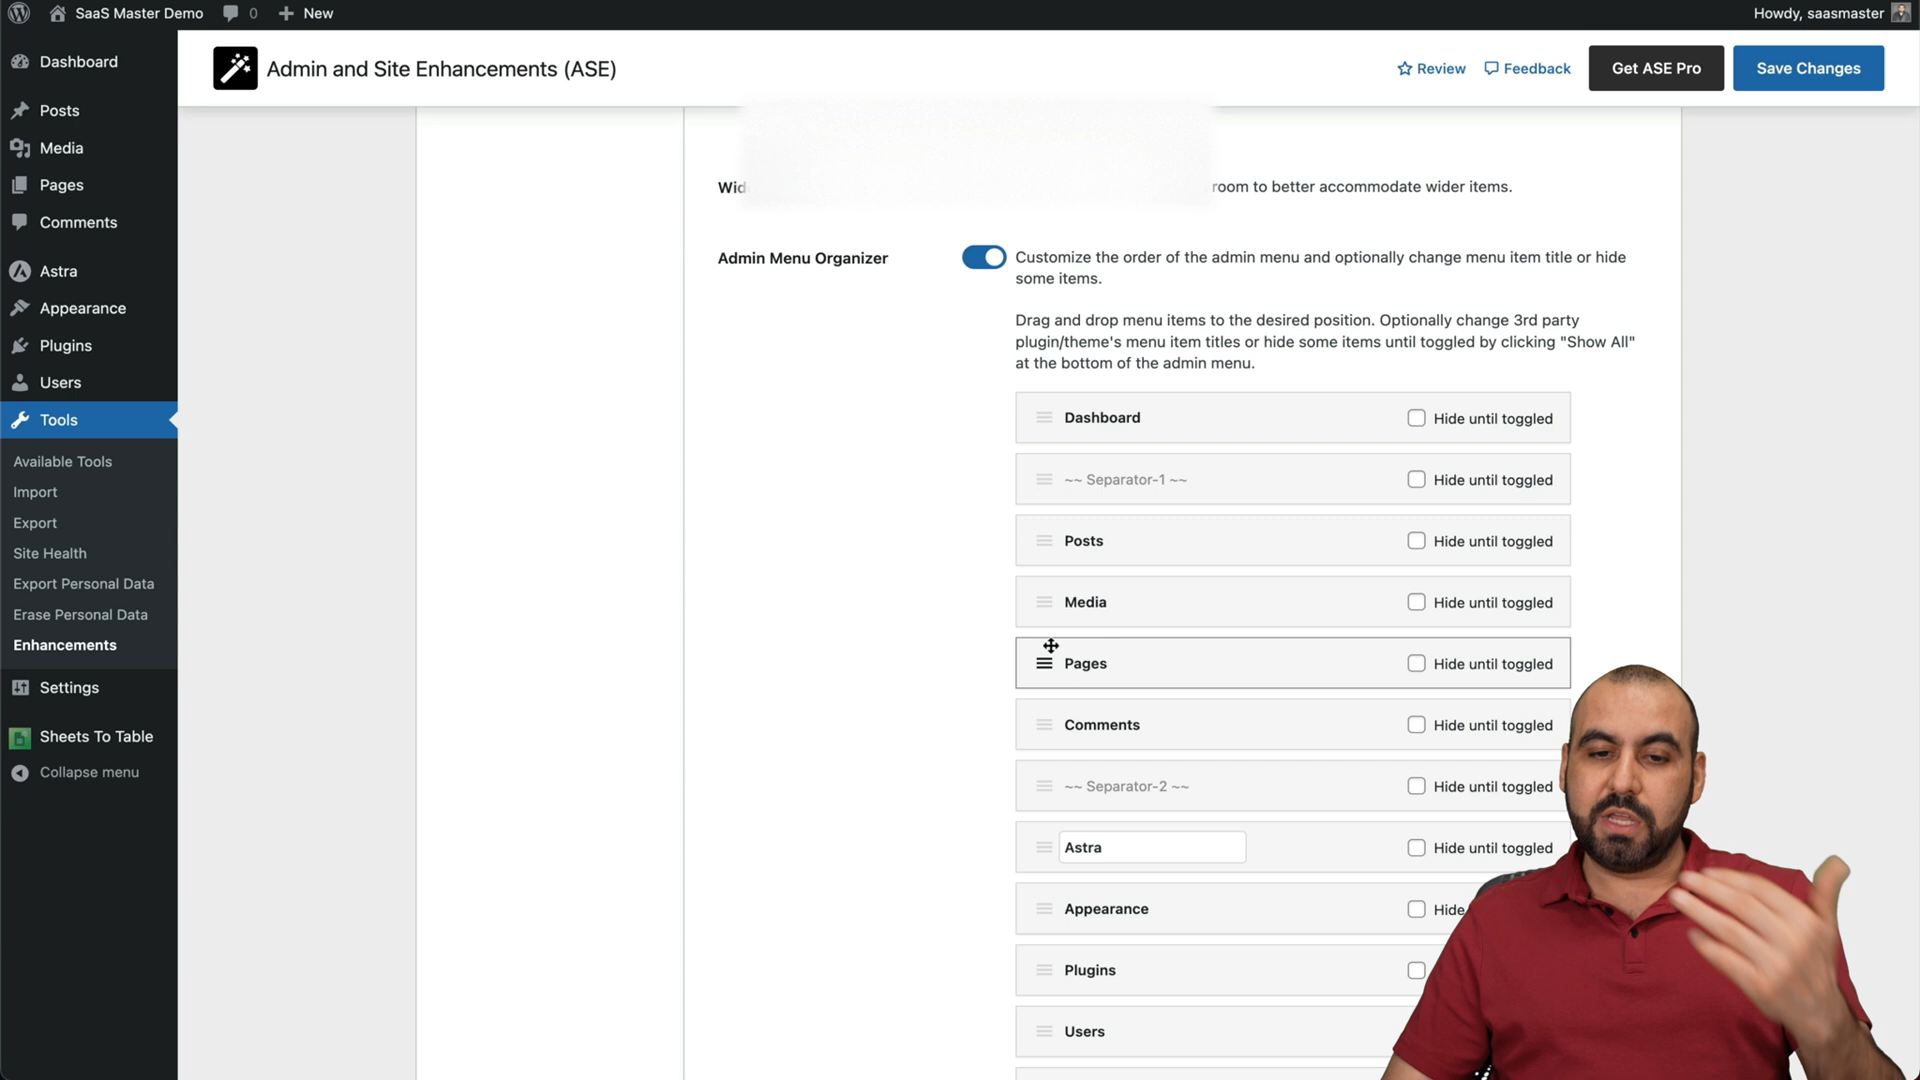 SaaS Master Demo
0
New
Howdy, saasmaster
Dashboard
Posts
Media
Pages
Comments
Astra
Appearance
Plugins
Users
Tools
Available Tools
Import
Export
Site Health
Export Personal Data
Erase Personal Data
Enhancements
Settings
Sheets To Table
Collapse menu
Admin and Site Enhancements (ASE)
Review
Feedback
Get ASE Pro
Save Changes
room to better accommodate wider items.
Admin Menu Organizer
Customize the order of the admin menu and optionally change menu item title or hide
some items.
Drag and drop menu items to the desired position. Optionally change 3rd party
plugin/theme's menu item titles or hide some items until toggled by clicking "Show All"
at the bottom of the admin menu.
Dashboard Hide until toggled
~~ Separator-1 ~~ Hide until toggled
Posts Hide until toggled
Media Hide until toggled
Pages Hide until toggled
Comments Hide until toggled
~~ Separator-2 ~~ Hide until toggled
Astra Hide until toggled
Appearance Hide
Plugins
Users